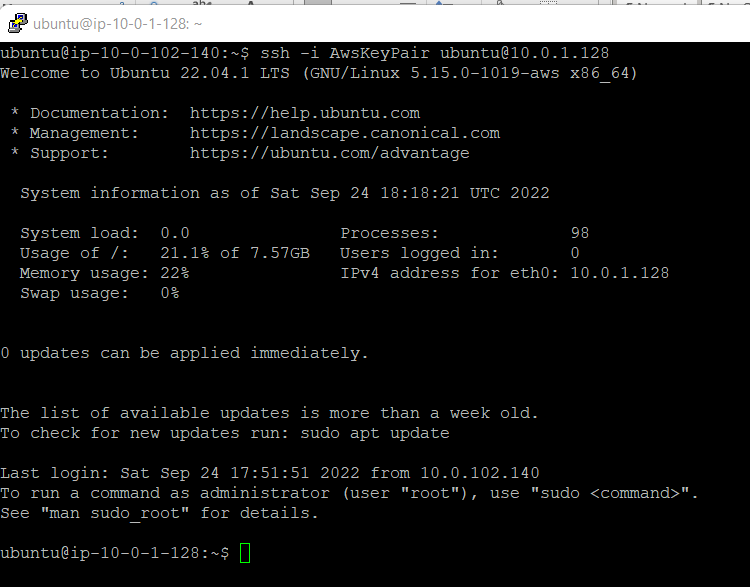 ubuntu@ip-10-0-1-128: ~
ubuntu@ip-10-0-102-140:~$ ssh -i AwsKeyPair ubuntu@10.0.1.128
Welcome to Ubuntu 22.04.1 LTS (GNU/Linux 5.15.0-1019-aws x86_64)
* Documentation:  https://help.ubuntu.com
* Management:     https://landscape.canonical.com
* Support:        https://ubuntu.com/advantage
System information as of Sat Sep 24 18:18:21 UTC 2022
System load:  0.0               Processes:             98
Usage of /:   21.1% of 7.57GB   Users logged in:       0
Memory usage: 22%               IPv4 address for eth0: 10.0.1.128
Swap usage:   0%
0 updates can be applied immediately.
The list of available updates is more than a week old.
To check for new updates run: sudo apt update
Last login: Sat Sep 24 17:51:51 2022 from 10.0.102.140
To run a command as administrator (user "root"), use "sudo <command>".
See "man sudo_root" for details.
ubuntu@ip-10-0-1-128:~$